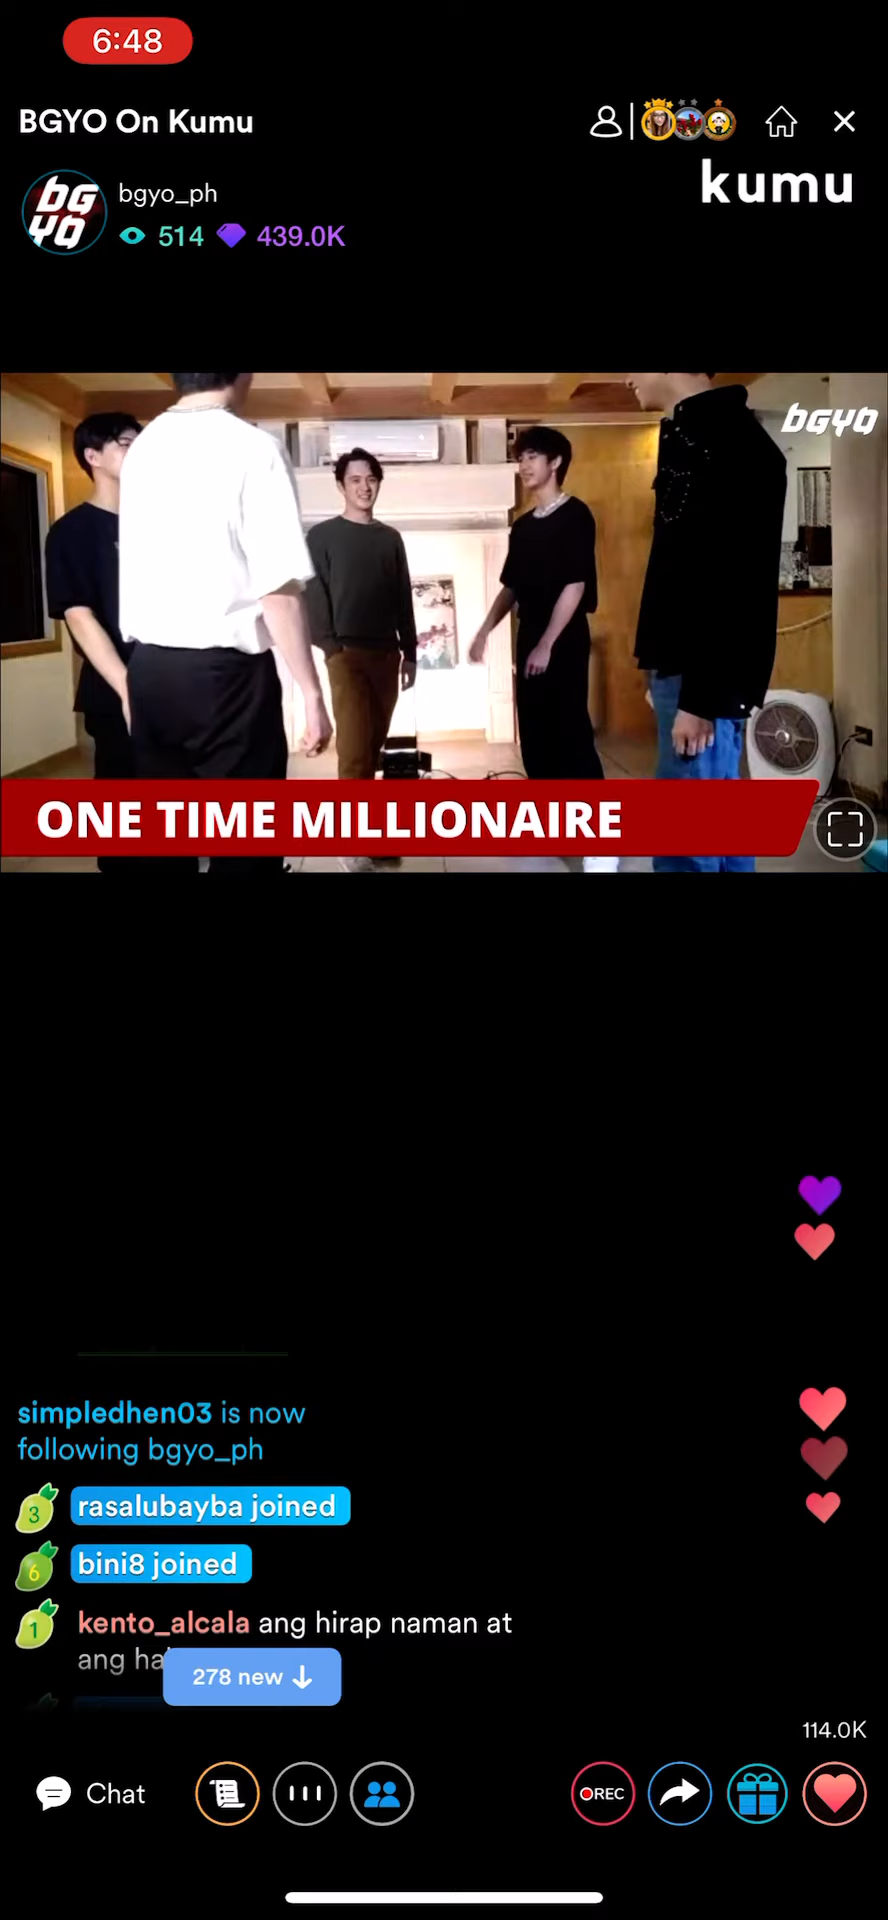 6:48
BGYO On Kumu
kumu
BG
YO
bgyo_ph
514 439.0K
BGYO
ONE TIME MILLIONAIRE
simpledhen03 is now
following bgyo_ph
3 rasalubayba joined
6 bini8 joined
1 kento_alcala ang hirap naman at
ang ha
278 new
114.0K
Chat
REC